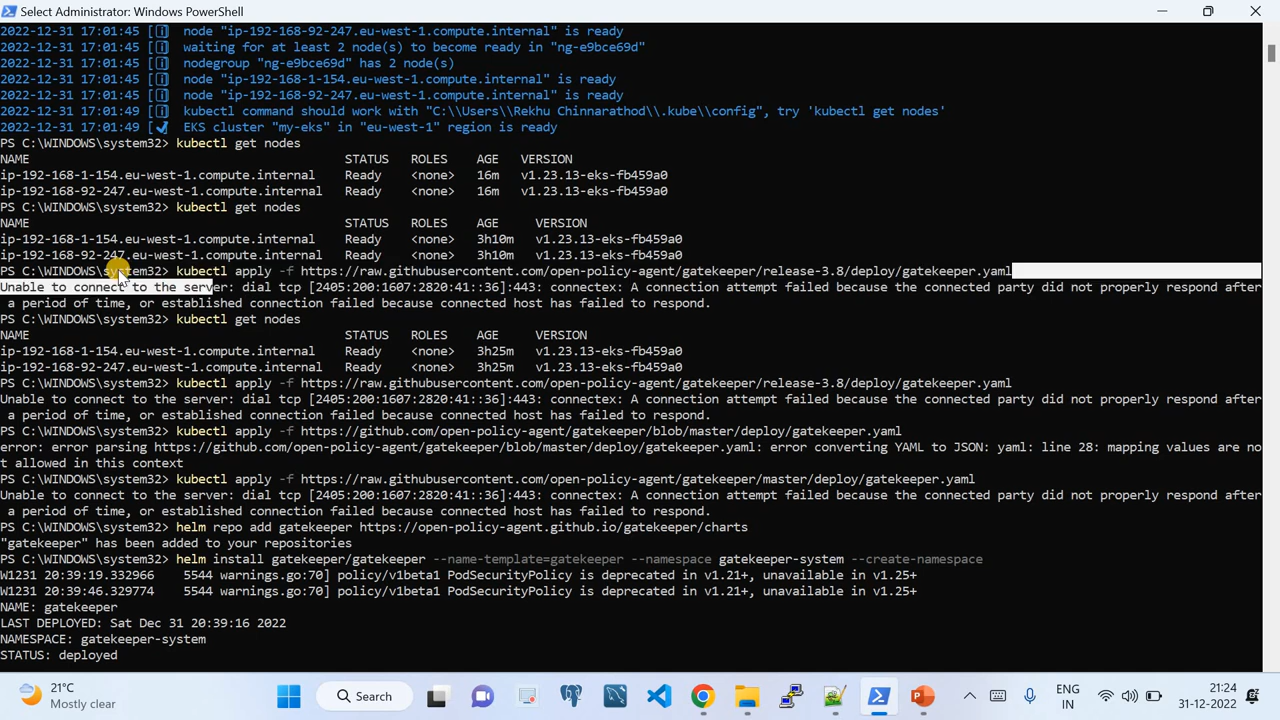 Select Administrator: Windows PowerShell
2022-12-31 17:01:45 [ℹ]  node "ip-192-168-92-247.eu-west-1.compute.internal" is ready
2022-12-31 17:01:45 [ℹ]  waiting for at least 2 node(s) to become ready in "ng-e9bce69d"
2022-12-31 17:01:45 [ℹ]  nodegroup "ng-e9bce69d" has 2 node(s)
2022-12-31 17:01:45 [ℹ]  node "ip-192-168-1-154.eu-west-1.compute.internal" is ready
2022-12-31 17:01:45 [ℹ]  node "ip-192-168-92-247.eu-west-1.compute.internal" is ready
2022-12-31 17:01:49 [ℹ]  kubectl command should work with "C:\\Users\\Rekhu Chinnarathod\\.kube\\config", try 'kubectl get nodes'
2022-12-31 17:01:49 [✔]  EKS cluster "my-eks" in "eu-west-1" region is ready
PS C:\WINDOWS\system32> kubectl get nodes
NAME STATUS ROLES AGE VERSION
ip-192-168-1-154.eu-west-1.compute.internal Ready <none> 16m v1.23.13-eks-fb459a0
ip-192-168-92-247.eu-west-1.compute.internal Ready <none> 16m v1.23.13-eks-fb459a0
PS C:\WINDOWS\system32> kubectl get nodes
NAME STATUS ROLES AGE VERSION
ip-192-168-1-154.eu-west-1.compute.internal Ready <none> 3h10m v1.23.13-eks-fb459a0
ip-192-168-92-247.eu-west-1.compute.internal Ready <none> 3h10m v1.23.13-eks-fb459a0
PS C:\WINDOWS\system32> kubectl apply -f https://raw.githubusercontent.com/open-policy-agent/gatekeeper/release-3.8/deploy/gatekeeper.yaml
Unable to connect to the server: dial tcp [2405:200:1607:2820:41::36]:443: connectex: A connection attempt failed because the connected party did not properly respond after
a period of time, or established connection failed because connected host has failed to respond.
PS C:\WINDOWS\system32> kubectl get nodes
NAME STATUS ROLES AGE VERSION
ip-192-168-1-154.eu-west-1.compute.internal Ready <none> 3h25m v1.23.13-eks-fb459a0
ip-192-168-92-247.eu-west-1.compute.internal Ready <none> 3h25m v1.23.13-eks-fb459a0
PS C:\WINDOWS\system32> kubectl apply -f https://raw.githubusercontent.com/open-policy-agent/gatekeeper/release-3.8/deploy/gatekeeper.yaml
Unable to connect to the server: dial tcp [2405:200:1607:2820:41::36]:443: connectex: A connection attempt failed because the connected party did not properly respond after
a period of time, or established connection failed because connected host has failed to respond.
PS C:\WINDOWS\system32> kubectl apply -f https://github.com/open-policy-agent/gatekeeper/blob/master/deploy/gatekeeper.yaml
error: error parsing https://github.com/open-policy-agent/gatekeeper/blob/master/deploy/gatekeeper.yaml: error converting YAML to JSON: yaml: line 28: mapping values are no
t allowed in this context
PS C:\WINDOWS\system32> kubectl apply -f https://raw.githubusercontent.com/open-policy-agent/gatekeeper/master/deploy/gatekeeper.yaml
Unable to connect to the server: dial tcp [2405:200:1607:2820:41::36]:443: connectex: A connection attempt failed because the connected party did not properly respond after
a period of time, or established connection failed because connected host has failed to respond.
PS C:\WINDOWS\system32> helm repo add gatekeeper https://open-policy-agent.github.io/gatekeeper/charts
"gatekeeper" has been added to your repositories
PS C:\WINDOWS\system32> helm install gatekeeper/gatekeeper --name-template=gatekeeper --namespace gatekeeper-system --create-namespace
W1231 20:39:19.332966    5544 warnings.go:70] policy/v1beta1 PodSecurityPolicy is deprecated in v1.21+, unavailable in v1.25+
W1231 20:39:46.329774    5544 warnings.go:70] policy/v1beta1 PodSecurityPolicy is deprecated in v1.21+, unavailable in v1.25+
NAME: gatekeeper
LAST DEPLOYED: Sat Dec 31 20:39:16 2022
NAMESPACE: gatekeeper-system
STATUS: deployed
21°C
Mostly clear
Search
ENG
IN
21:24
31-12-2022